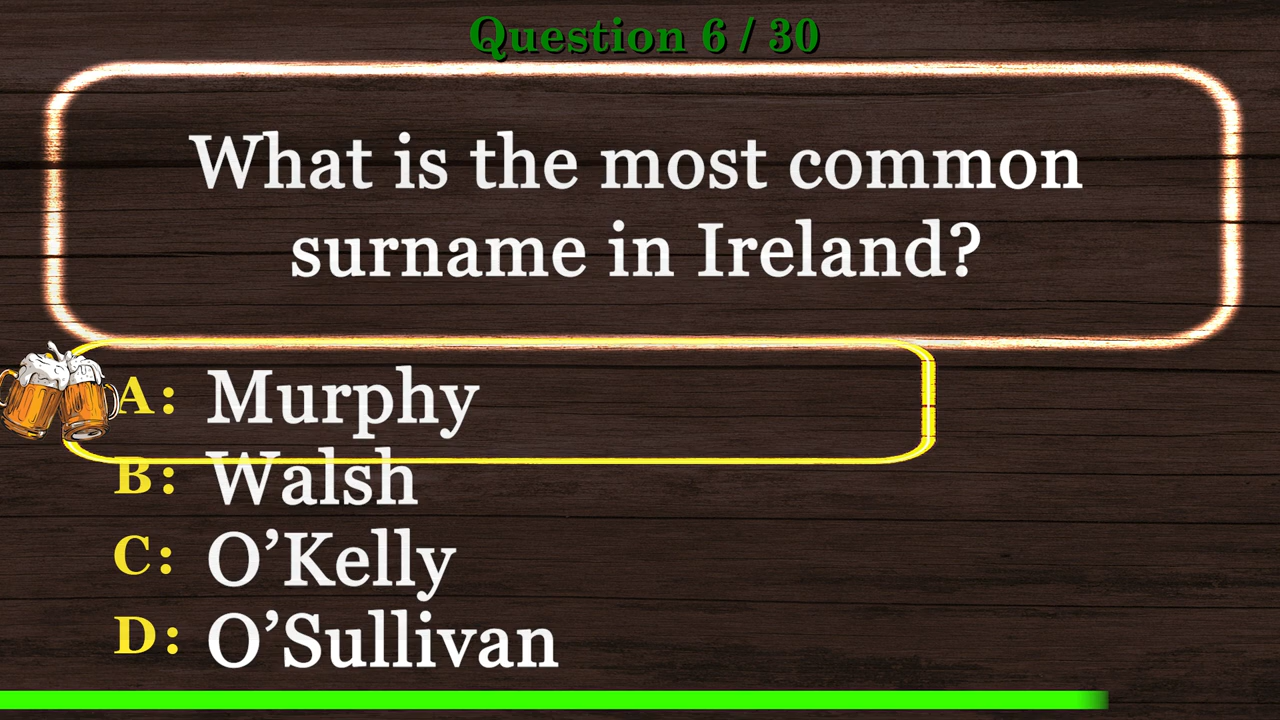 Question 6 / 30
What is the most common
surname in Ireland?
A: Murphy
B: Walsh
C: O’Kelly
D: O’Sullivan